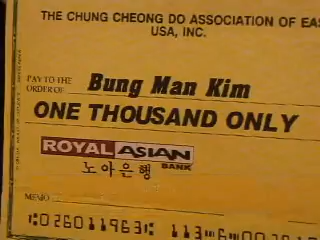 THE CHUNG CHEONG DO ASSOCIATION OF EAS
USA, INC.
PAY TO THE
ORDER OF
Bung Man Kim
ONE THOUSAND ONLY
ROYAL ASIAN
BANK
노아은행
MEMO
⑆026011963⑆